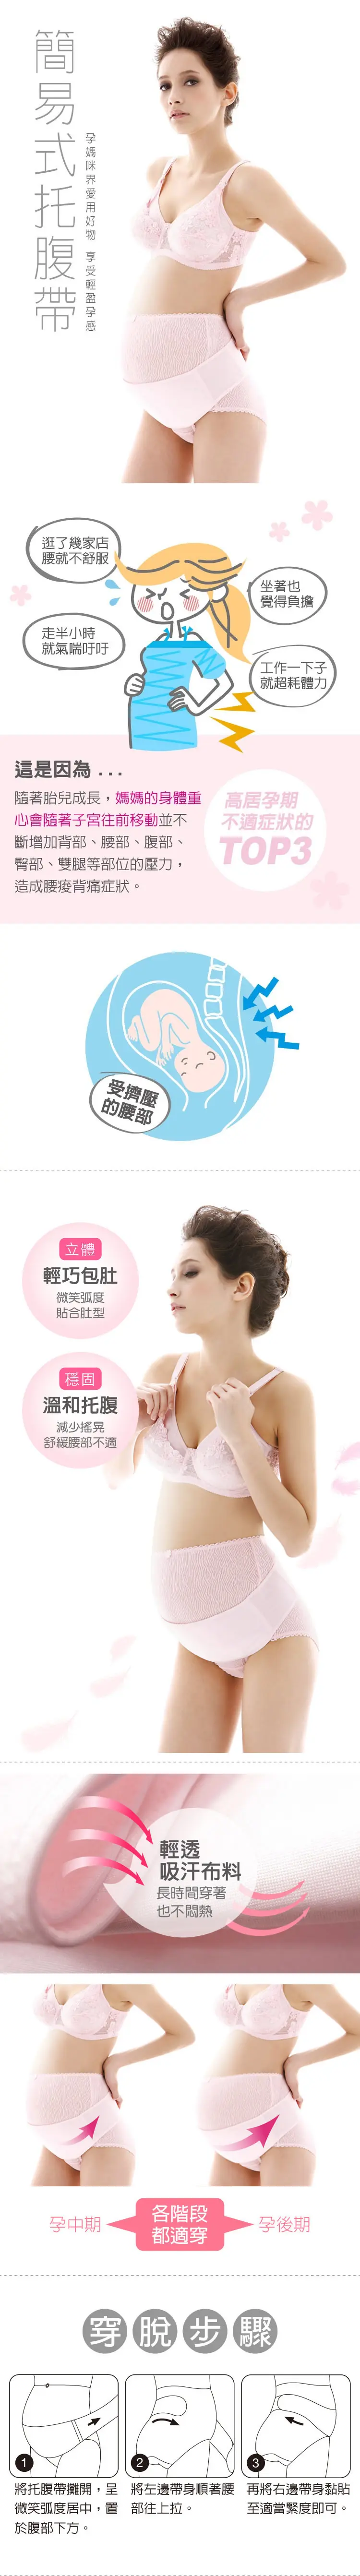 簡易式托腹帶
孕媽咪界愛用好物 享受輕盈孕感
逛了幾家店
腰就不舒服
坐著也
覺得負擔
走半小時
就氣喘吁吁
工作一下子
就超耗體力
這是因為...
隨著胎兒成長，媽媽的身體重
心會隨著子宮往前移動並不
斷增加背部、腰部、腹部、
臀部、雙腿等部位的壓力，
造成腰痠背痛症狀。
高居孕期
不適症狀的
TOP3
受擠壓
的腰部
立體
輕巧包肚
微笑弧度
貼合肚型
穩固
溫和托腹
減少搖晃
舒緩腰部不適
輕透
吸汗布料
長時間穿著
也不悶熱
孕中期
各階段
都適穿
孕後期
穿脫步驟
1
將托腹帶攤開，呈
微笑弧度居中，置
於腹部下方。
2
將左邊帶身順著腰
部往上拉。
3
再將右邊帶身黏貼
至適當緊度即可。